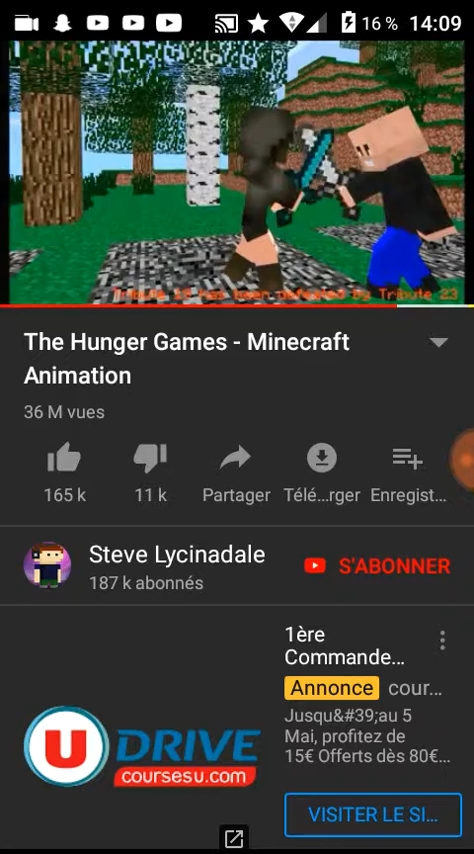 16 % 14:09
Tribute 19 has been defeated by Tribute 23
The Hunger Games - Minecraft
Animation
36 M vues
165 k 11 k Partager Télé...rger Enregist...
Steve Lycinadale
187 k abonnés
S'ABONNER
1ère
Commande...
Annonce cour...
Jusqu&#39;au 5
Mai, profitez de
15€ Offerts dès 80€...
U DRIVE
coursesu.com
VISITER LE SI...